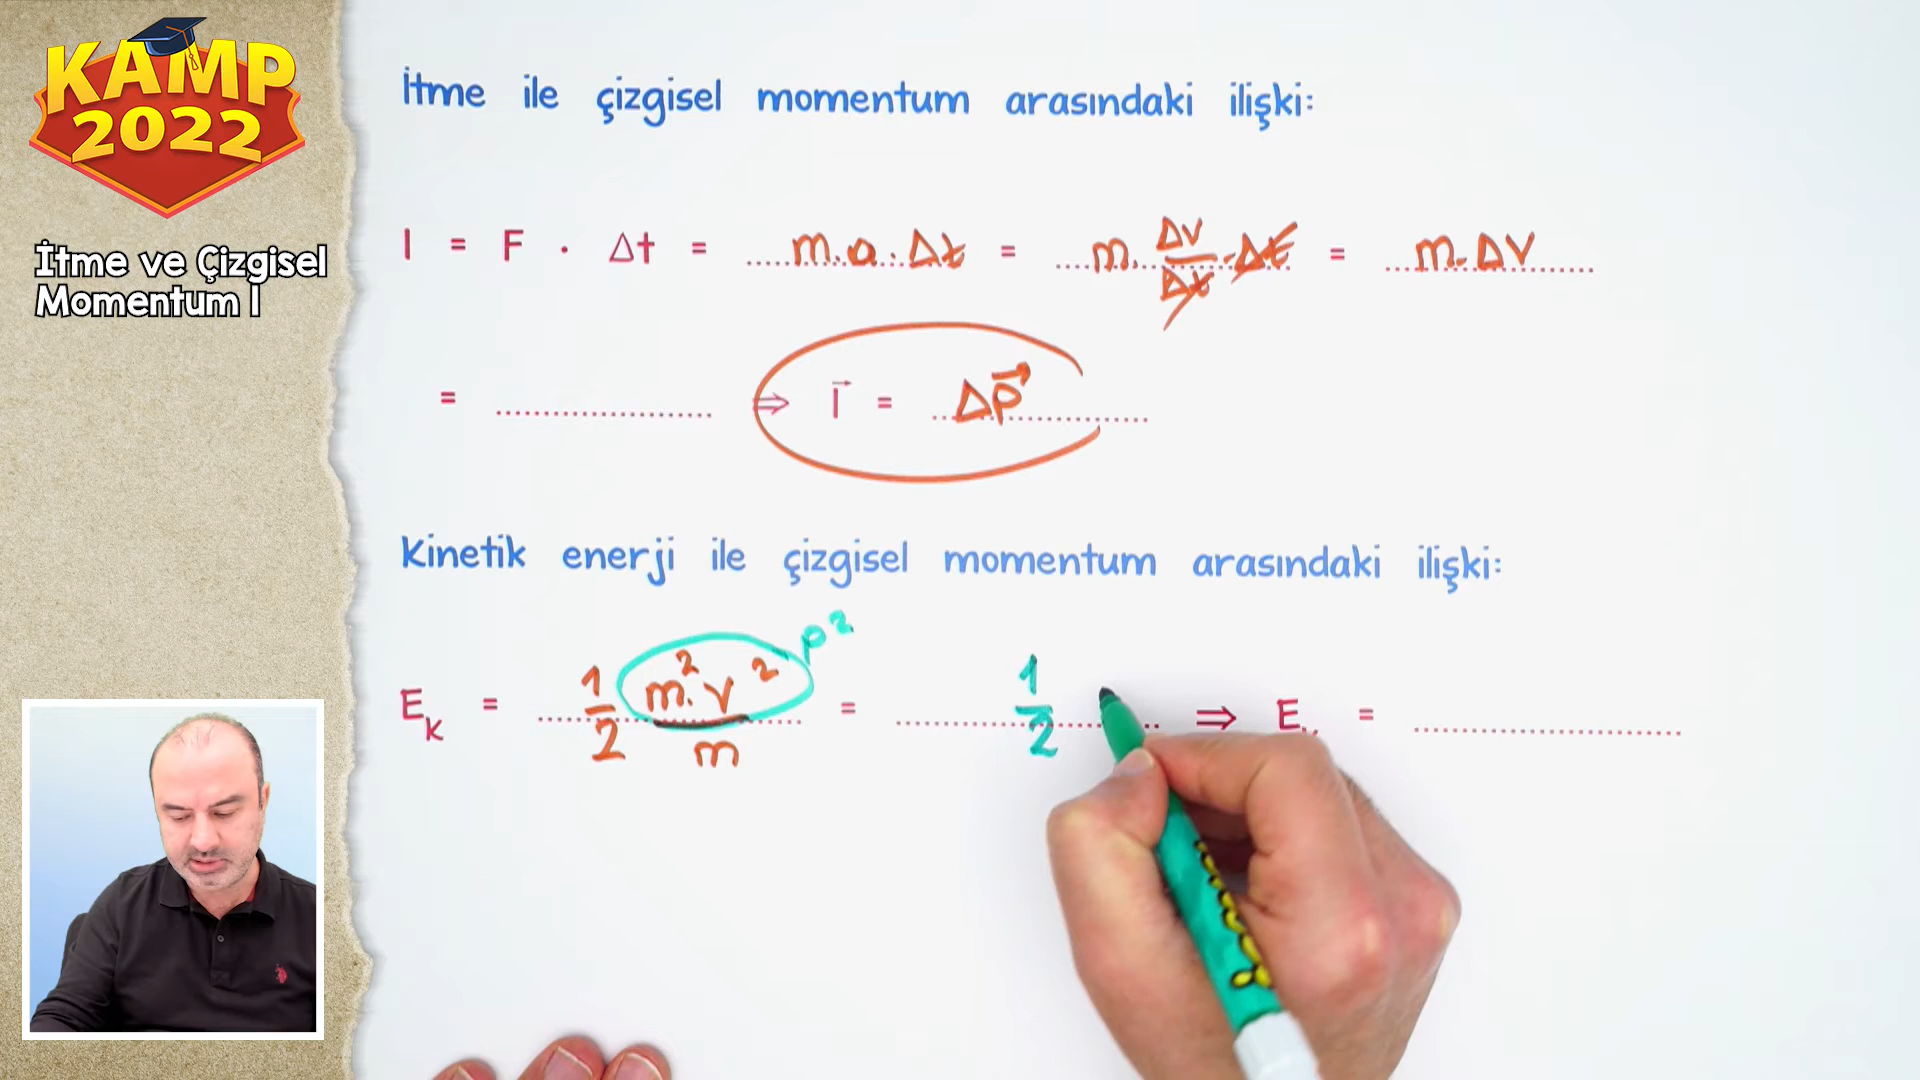 KAMP
2022
İtme ve Çizgisel
Momentum I
İtme ile çizgisel momentum arasındaki ilişki:
I = F . Δt = m.a.Δt = m. Δv/Δt .Δt = m.Δv
= ⇒ I⃗ = Δp⃗
Kinetik enerji ile çizgisel momentum arasındaki ilişki:
p²
E_k = 1/2 m².v²/m = 1/2 ⇒ E =